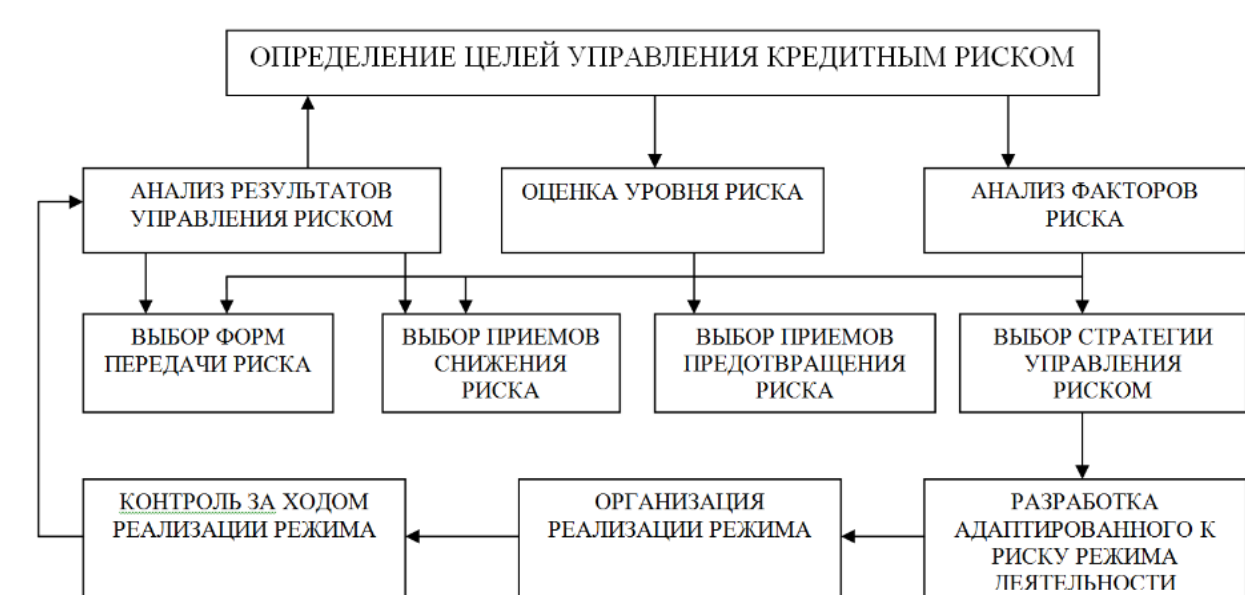 ОПРЕДЕЛЕНИЕ ЦЕЛЕЙ УПРАВЛЕНИЯ КРЕДИТНЫМ РИСКОМ
АНАЛИЗ РЕЗУЛЬТАТОВ
УПРАВЛЕНИЯ РИСКОМ
ОЦЕНКА УРОВНЯ РИСКА
АНАЛИЗ ФАКТОРОВ
РИСКА
ВЫБОР ФОРМ
ПЕРЕДАЧИ РИСКА
ВЫБОР ПРИЕМОВ
СНИЖЕНИЯ
РИСКА
ВЫБОР ПРИЕМОВ
ПРЕДОТВРАЩЕНИЯ
РИСКА
ВЫБОР СТРАТЕГИИ
УПРАВЛЕНИЯ
РИСКОМ
КОНТРОЛЬ ЗА ХОДОМ
РЕАЛИЗАЦИИ РЕЖИМА
ОРГАНИЗАЦИЯ
РЕАЛИЗАЦИИ РЕЖИМА
РАЗРАБОТКА
АДАПТИРОВАННОГО К
РИСКУ РЕЖИМА
ДЕЯТЕЛЬНОСТИ